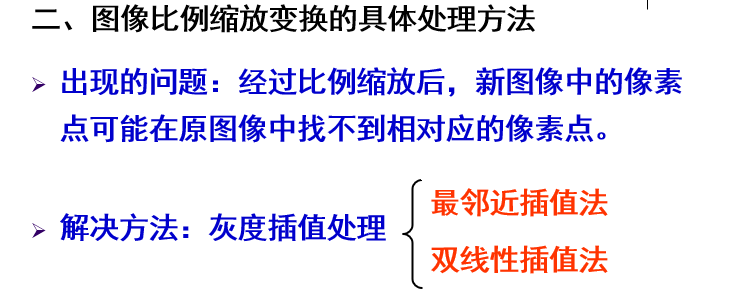 二、图像比例缩放变换的具体处理方法
出现的问题：经过比例缩放后，新图像中的像素
点可能在原图像中找不到相对应的像素点。
解决方法：灰度插值处理
最邻近插值法
双线性插值法